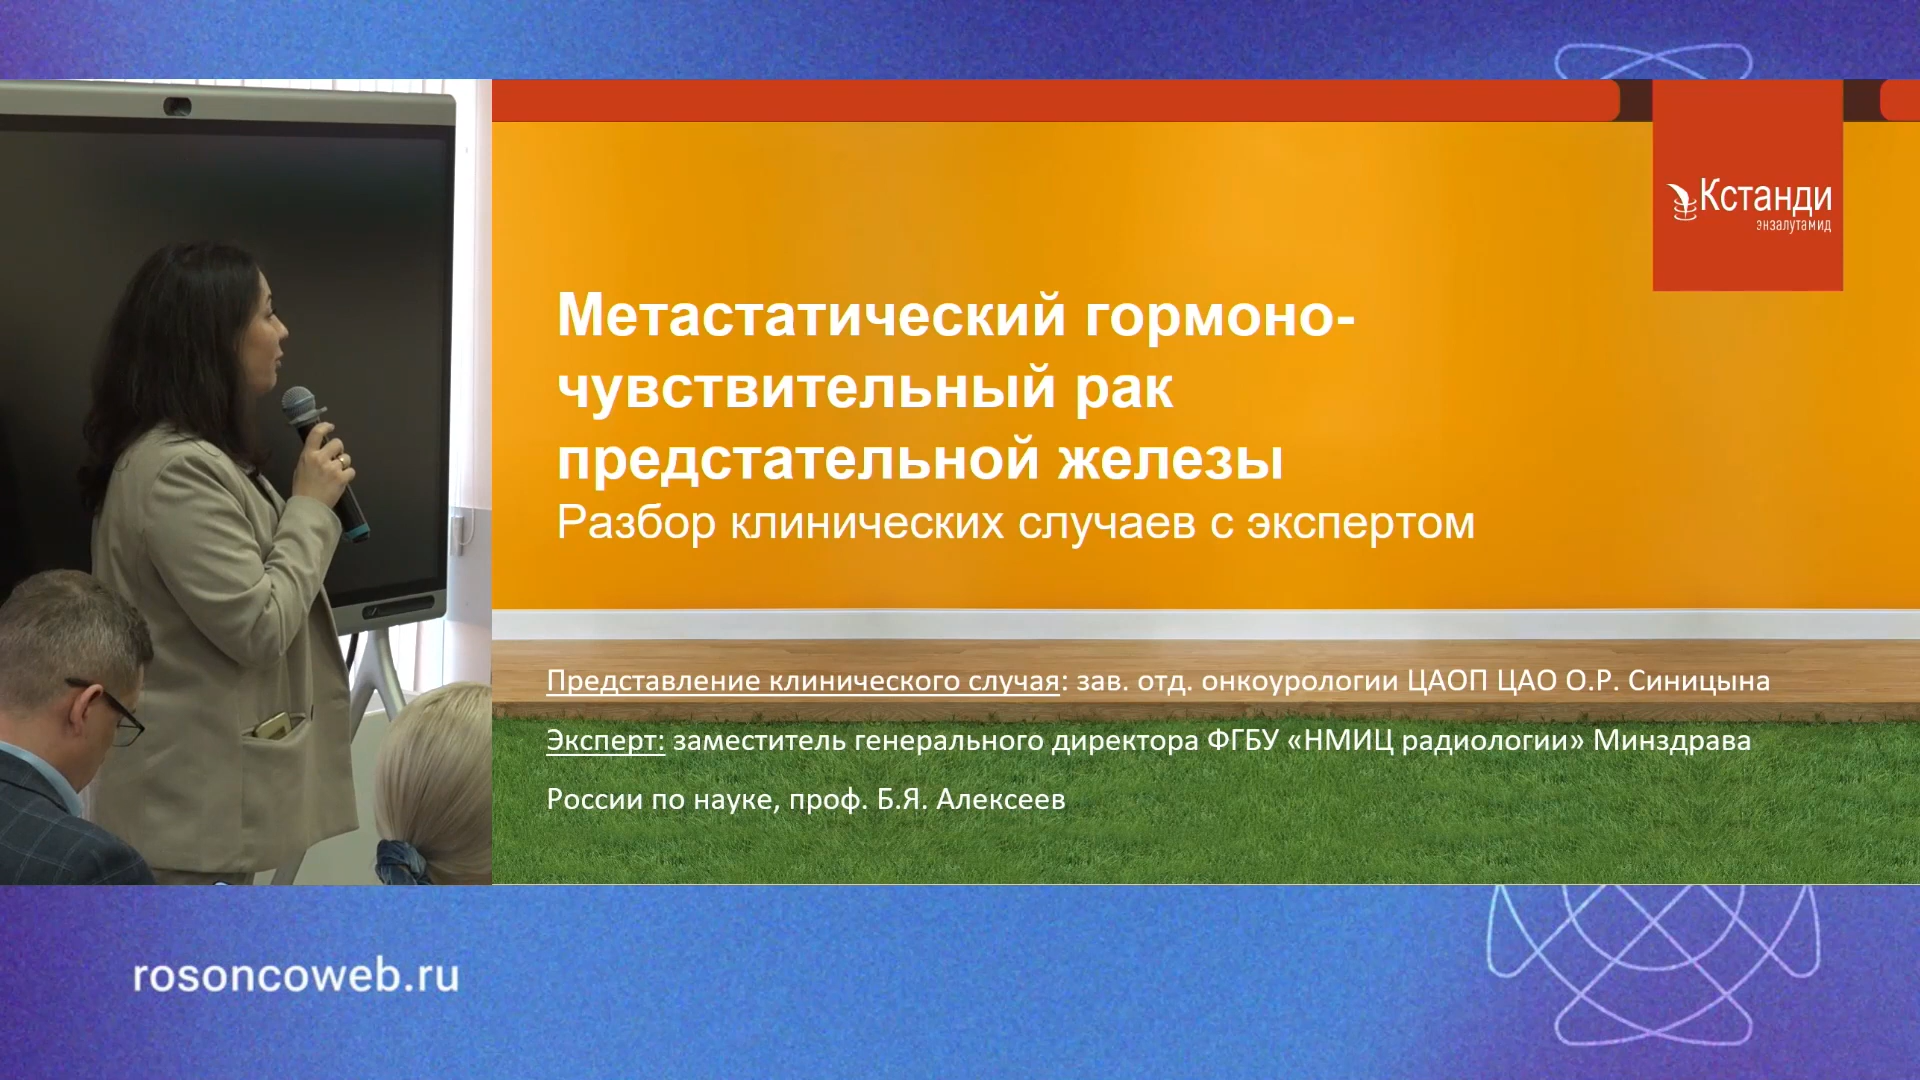 Кстанди
энзалутамид
Метастатический гормоно-
чувствительный рак
предстательной железы
Разбор клинических случаев с экспертом
Представление клинического случая: зав. отд. онкоурологии ЦАОП ЦАО О.Р. Синицына
Эксперт: заместитель генерального директора ФГБУ «НМИЦ радиологии» Минздрава
России по науке, проф. Б.Я. Алексеев
rosoncoweb.ru